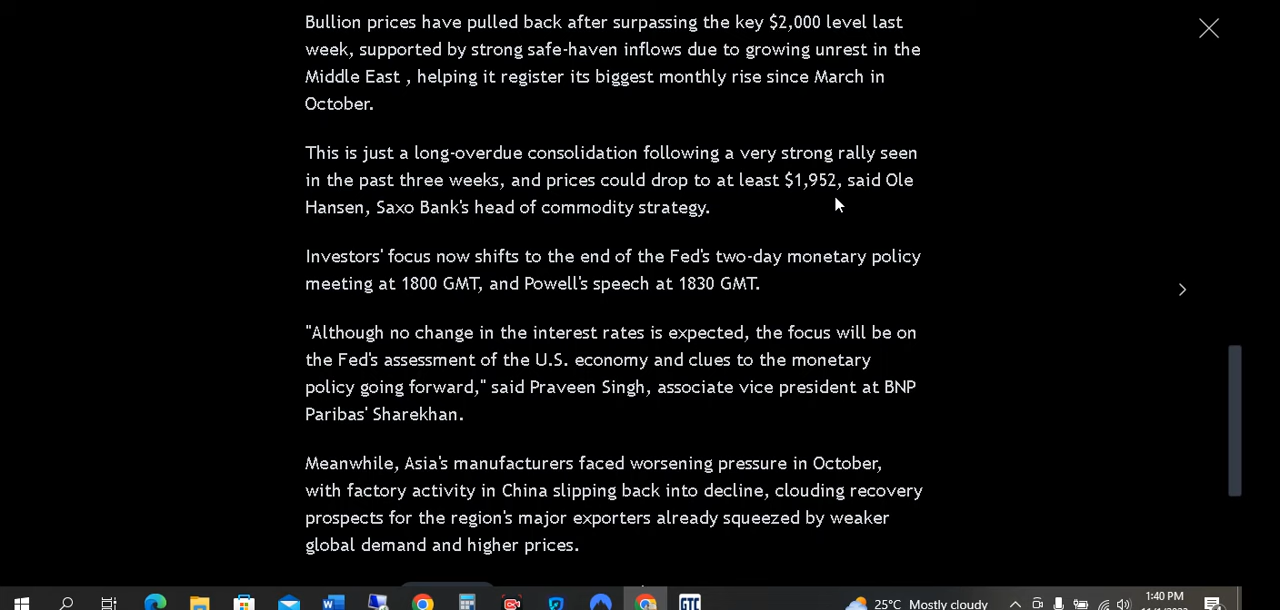 Bullion prices have pulled back after surpassing the key $2,000 level last
week, supported by strong safe-haven inflows due to growing unrest in the
Middle East , helping it register its biggest monthly rise since March in
October.
This is just a long-overdue consolidation following a very strong rally seen
in the past three weeks, and prices could drop to at least $1,952, said Ole
Hansen, Saxo Bank's head of commodity strategy.
Investors' focus now shifts to the end of the Fed's two-day monetary policy
meeting at 1800 GMT, and Powell's speech at 1830 GMT.
"Although no change in the interest rates is expected, the focus will be on
the Fed's assessment of the U.S. economy and clues to the monetary
policy going forward," said Praveen Singh, associate vice president at BNP
Paribas' Sharekhan.
Meanwhile, Asia's manufacturers faced worsening pressure in October,
with factory activity in China slipping back into decline, clouding recovery
prospects for the region's major exporters already squeezed by weaker
global demand and higher prices.
GTC
25°C Mostly cloudy
1:40 PM